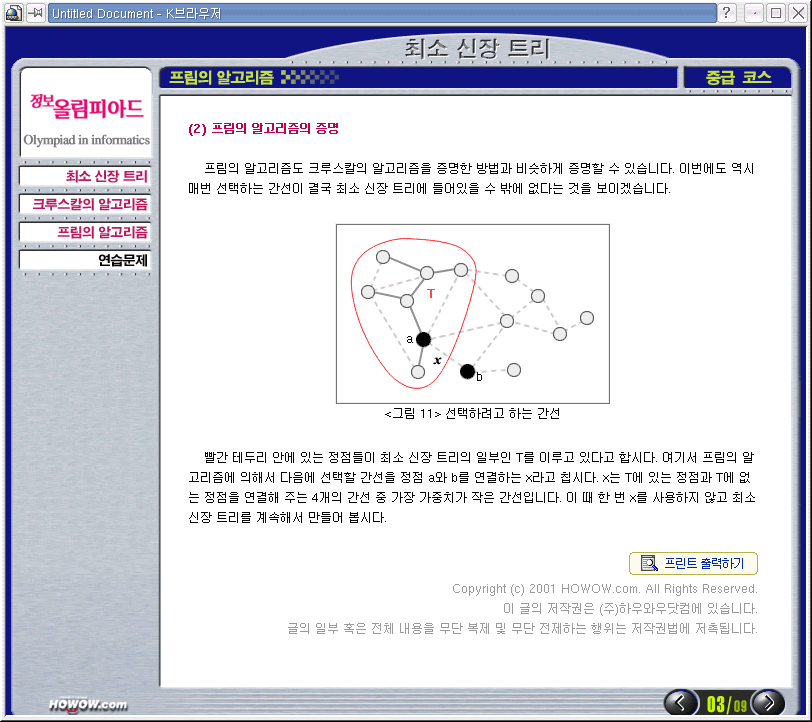 Untitled Document - K브라우저
최소 신장 트리
프림의 알고리즘
중급 코스
정보올림피아드
Olympiad in informatics
최소 신장 트리
크루스칼의 알고리즘
프림의 알고리즘
연습문제
(2) 프림의 알고리즘의 증명
프림의 알고리즘도 크루스칼의 알고리즘을 증명한 방법과 비슷하게 증명할 수 있습니다. 이번에도 역시
매번 선택하는 간선이 결국 최소 신장 트리에 들어있을 수 밖에 없다는 것을 보이겠습니다.
T
a
x
b
<그림 11> 선택하려고 하는 간선
빨간 테두리 안에 있는 정점들이 최소 신장 트리의 일부인 T를 이루고 있다고 합시다. 여기서 프림의 알
고리즘에 의해서 다음에 선택할 간선을 정점 a와 b를 연결하는 x라고 칩시다. x는 T에 있는 정점과 T에 없
는 정점을 연결해 주는 4개의 간선 중 가장 가중치가 작은 간선입니다. 이 때 한 번 x를 사용하지 않고 최소
신장 트리를 계속해서 만들어 봅시다.
프린트 출력하기
Copyright (c) 2001 HOWOW.com. All Rights Reserved.
이 글의 저작권은 (주)하우와우닷컴에 있습니다.
글의 일부 혹은 전체 내용을 무단 복제 및 무단 전제하는 행위는 저작권법에 저촉됩니다.
HOWOW.com
03/09